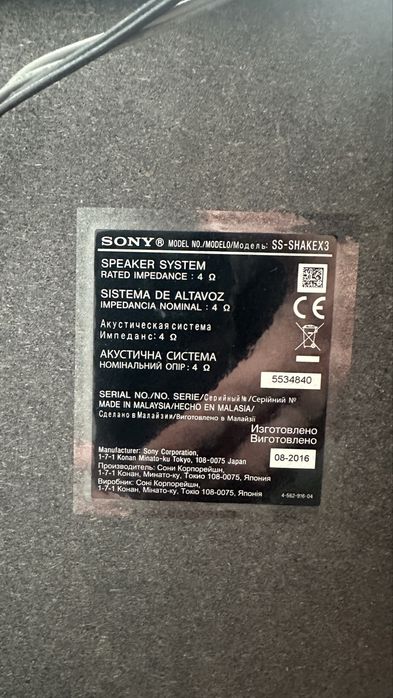 SONY® MODEL NO./MODELO/Модель: SS-SHAKEX3
SPEAKER SYSTEM
RATED IMPEDANCE : 4 Ω
SISTEMA DE ALTAVOZ
IMPEDANCIA NOMINAL : 4 Ω
Акустическая система
Импеданс: 4 Ω
АКУСТИЧНА СИСТЕМА
НОМІНАЛЬНИЙ ОПІР: 4 Ω
CE
5534840
SERIAL NO./NO. SERIE/Серийный №/Серійний №
MADE IN MALAYSIA/HECHO EN MALASIA/
Сделано в Малайзии/Виготовлено в Малайзії
Изготовлено
Виготовлено
08-2016
Manufacturer: Sony Corporation,
1-7-1 Konan Minato-ku Tokyo, 108-0075 Japan
Производитель: Сони Корпорейшн,
1-7-1 Конан, Минато-ку, Токио 108-0075, Япония
Виробник: Соні Корпорейшн,
1-7-1 Конан, Мінато-ку, Токіо 108-0075, Японія
4-562-916-04